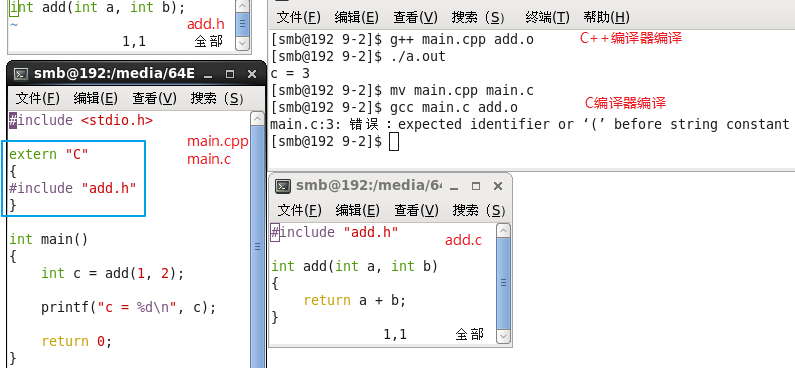 int add(int a, int b);
add.h
~
1,1 全部
smb@192:/media/64E
文件(F) 编辑(E) 查看(V) 搜索 (S)
#include <stdio.h>
main.cpp
main.c
extern "C"
{
#include "add.h"
}
int main()
{
int c = add(1, 2);
printf("c = %d\n", c);
return 0;
}
文件(F) 编辑(E) 查看(V) 搜索 (S) 终端(T) 帮助(H)
[smb@192 9-2]$ g++ main.cpp add.o
C++编译器编译
[smb@192 9-2]$ ./a.out
c = 3
[smb@192 9-2]$ mv main.cpp main.c
[smb@192 9-2]$ gcc main.c add.o
C编译器编译
main.c:3: 错误：expected identifier or ‘(’ before string constant
[smb@192 9-2]$
smb@192:/media/64
文件(F) 编辑(E) 查看(V) 搜索 (S)
#include "add.h"
add.c
int add(int a, int b)
{
return a + b;
}
1,1 全部